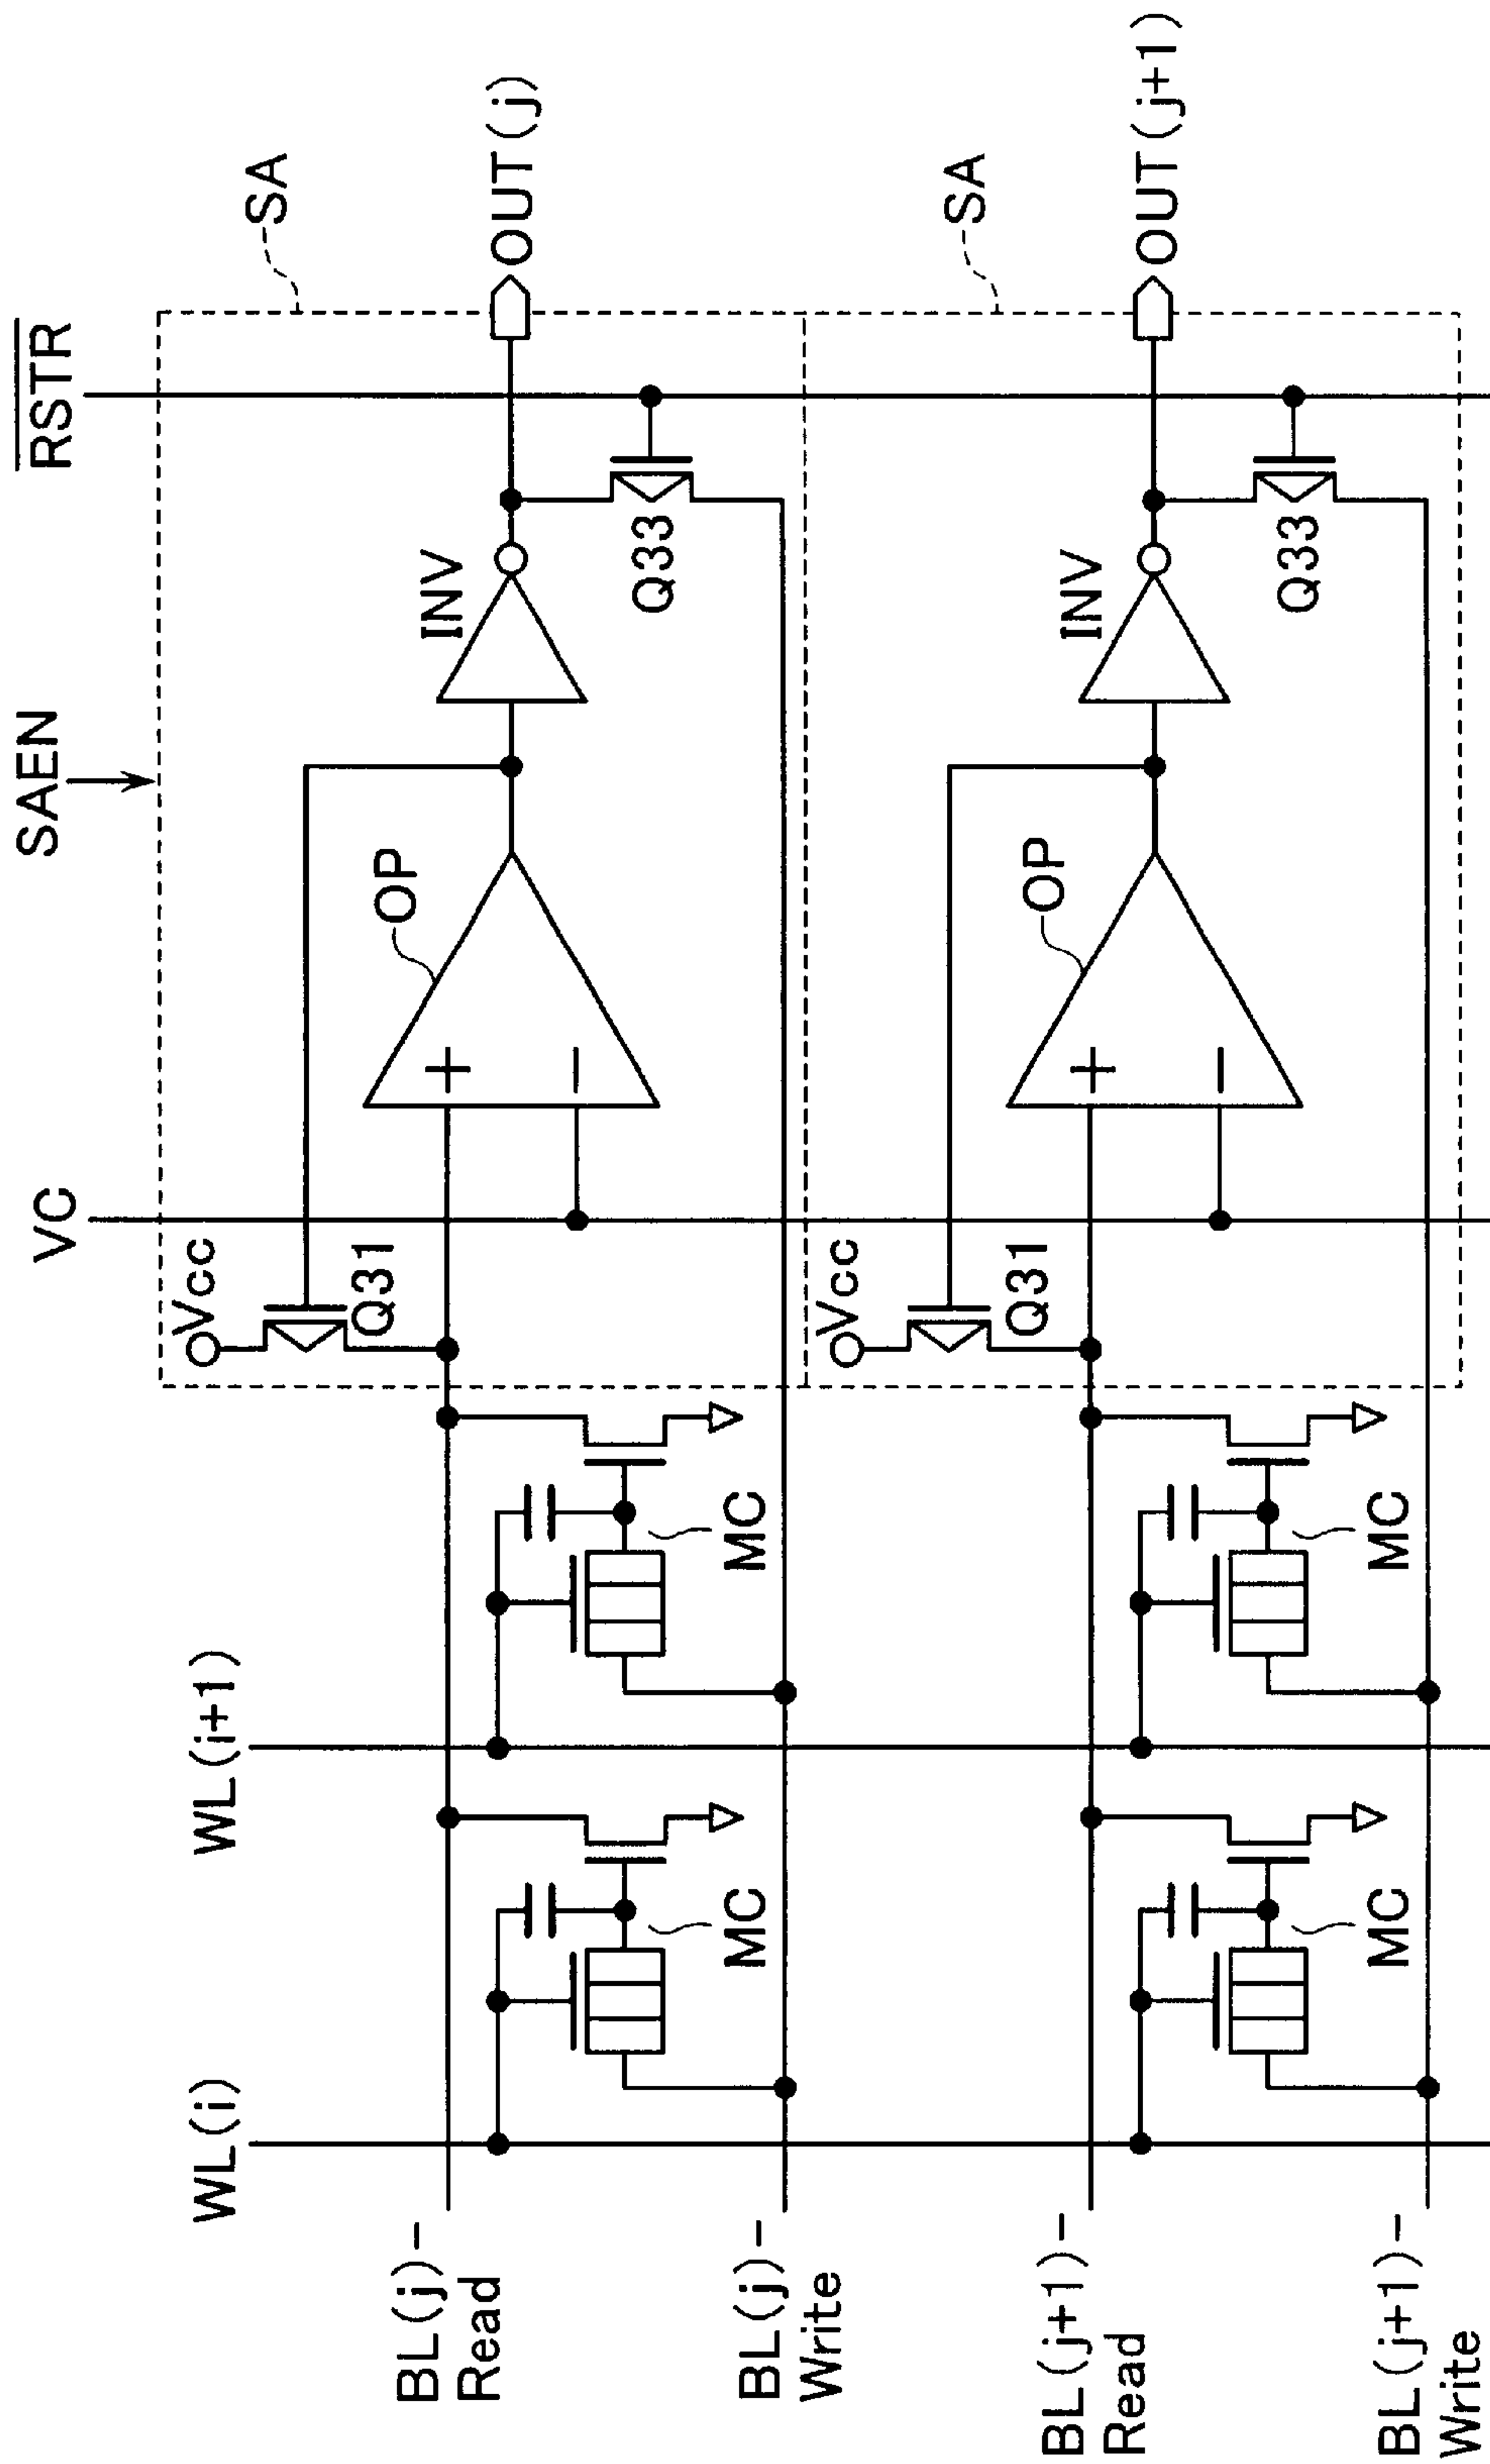 RSTR
SAEN
VC
SA
OUT(j)
Vcc
Q31
OP
INV
Q33
WL(i+1)
WL(i)
MC
MC
BL(j)-
Read
BL(j)-
Write
SA
OUT(j+1)
Vcc
Q31
OP
INV
Q33
+
−
+
−
MC
MC
BL(j+1)-
Read
BL(j+1)-
Write